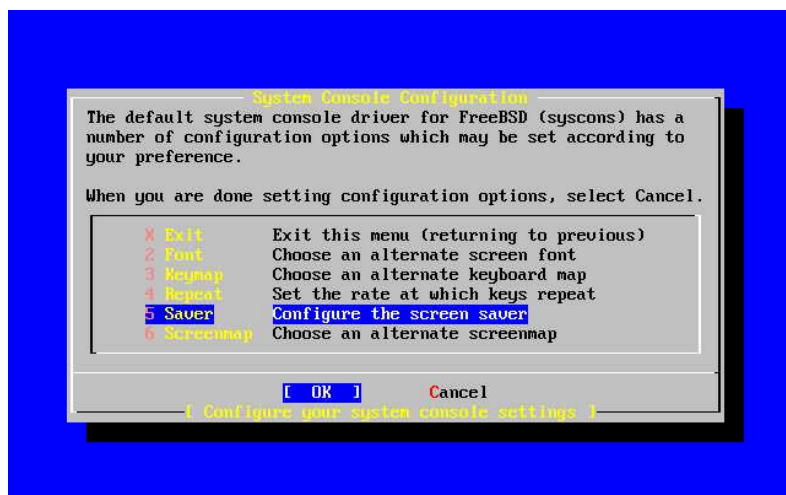 System Console Configuration
The default system console driver for FreeBSD (syscons) has a
number of configuration options which may be set according to
your preference.
When you are done setting configuration options, select Cancel.
X Exit Exit this menu (returning to previous)
2 Font Choose an alternate screen font
3 Keymap Choose an alternate keyboard map
4 Repeat Set the rate at which keys repeat
5 Saver Configure the screen saver
6 Screenmap Choose an alternate screenmap
[ OK ] Cancel
[ Configure your system console settings ]